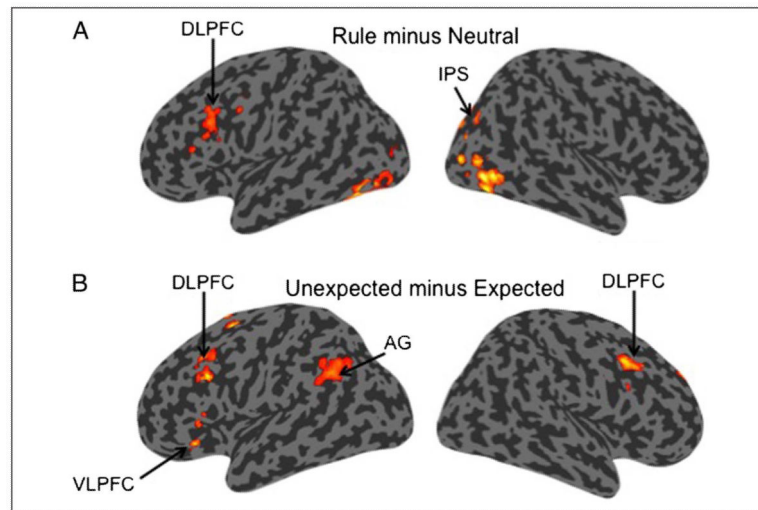 A
DLPFC
Rule minus Neutral
IPS
B
DLPFC
Unexpected minus Expected
DLPFC
AG
VLPFC